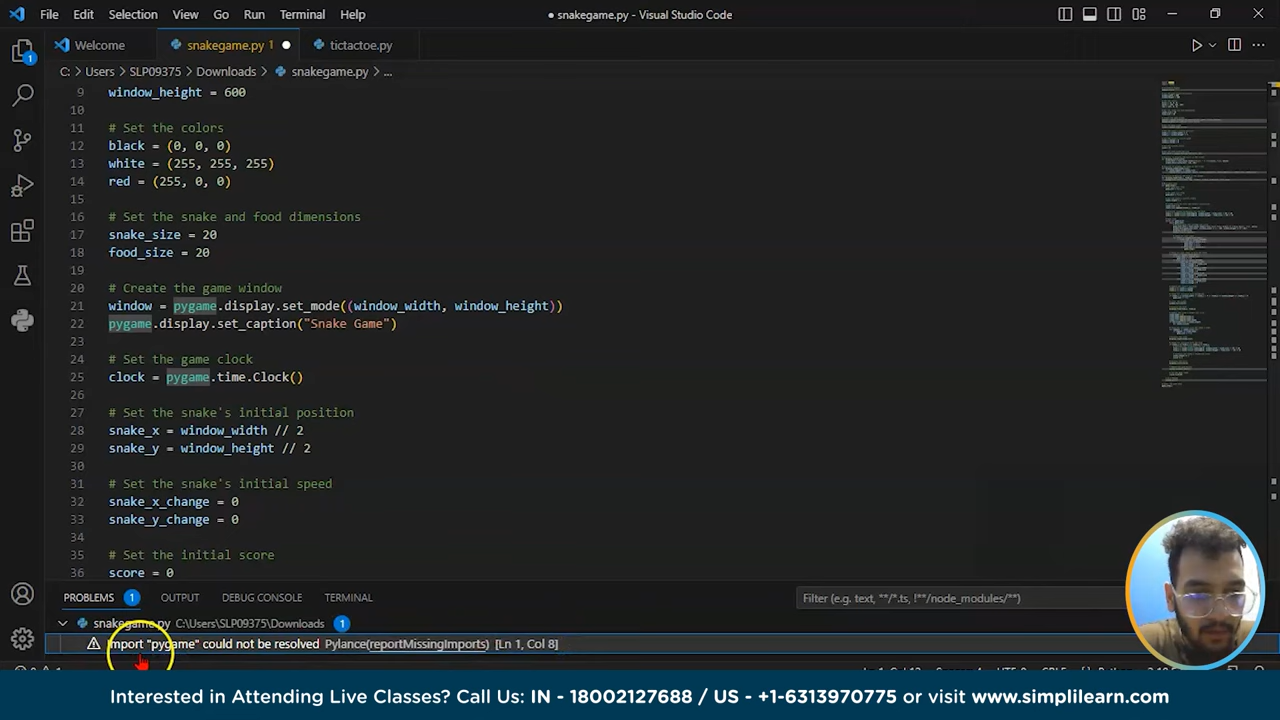 File Edit Selection View Go Run Terminal Help
● snakegame.py - Visual Studio Code
Welcome
snakegame.py 1
tictactoe.py
C: > Users > SLP09375 > Downloads > snakegame.py > ...
9 window_height = 600
10
11 # Set the colors
12 black = (0, 0, 0)
13 white = (255, 255, 255)
14 red = (255, 0, 0)
15
16 # Set the snake and food dimensions
17 snake_size = 20
18 food_size = 20
19
20 # Create the game window
21 window = pygame.display.set_mode((window_width, window_height))
22 pygame.display.set_caption("Snake Game")
23
24 # Set the game clock
25 clock = pygame.time.Clock()
26
27 # Set the snake's initial position
28 snake_x = window_width // 2
29 snake_y = window_height // 2
30
31 # Set the snake's initial speed
32 snake_x_change = 0
33 snake_y_change = 0
34
35 # Set the initial score
36 score = 0
PROBLEMS 1 OUTPUT DEBUG CONSOLE TERMINAL
Filter (e.g. text, **/*.ts, !**/node_modules/**)
snakegame.py C:\Users\SLP09375\Downloads 1
Import "pygame" could not be resolved Pylance(reportMissingImports) [Ln 1, Col 8]
Interested in Attending Live Classes? Call Us: IN - 18002127688 / US - +1-6313970775 or visit www.simplilearn.com